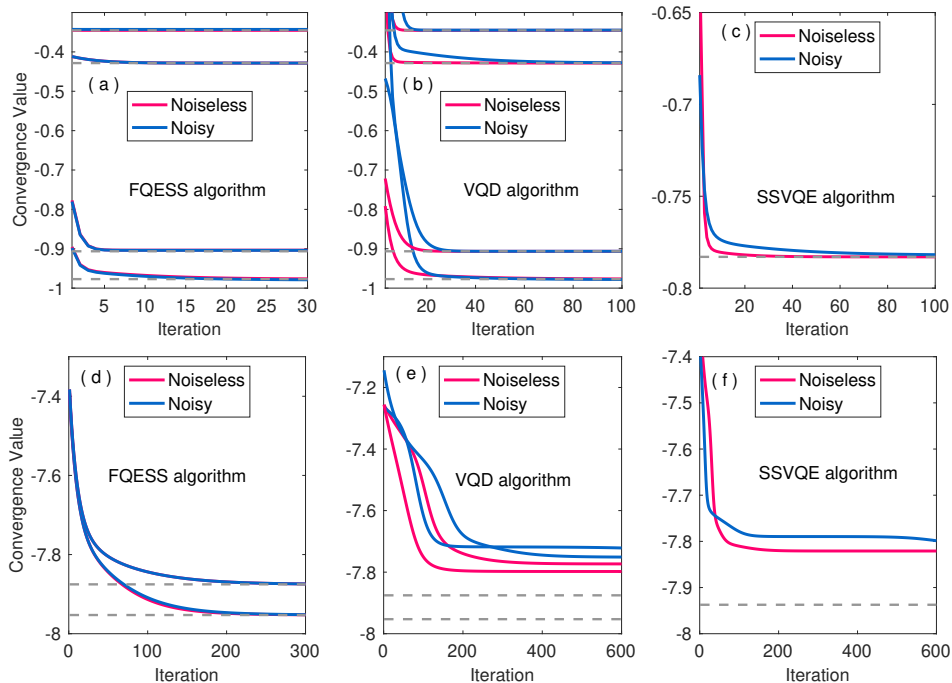 -0.4
-0.5
-0.6
-0.7
-0.8
-0.9
-1
5
10
15
20
25
30
Iteration
Convergence Value
( a )
Noiseless
Noisy
FQESS algorithm
-0.4
-0.5
-0.6
-0.7
-0.8
-0.9
-1
20
40
60
80
100
Iteration
( b )
Noiseless
Noisy
VQD algorithm
-0.65
-0.7
-0.75
-0.8
20
40
60
80
100
Iteration
( c )
Noiseless
Noisy
SSVQE algorithm
-7.4
-7.6
-7.8
-8
0
100
200
300
Iteration
Convergence Value
( d )
Noiseless
Noisy
FQESS algorithm
-7.2
-7.4
-7.6
-7.8
-8
0
200
400
600
Iteration
( e )
Noiseless
Noisy
VQD algorithm
-7.4
-7.5
-7.6
-7.7
-7.8
-7.9
-8
0
200
400
600
Iteration
( f )
Noiseless
Noisy
SSVQE algorithm